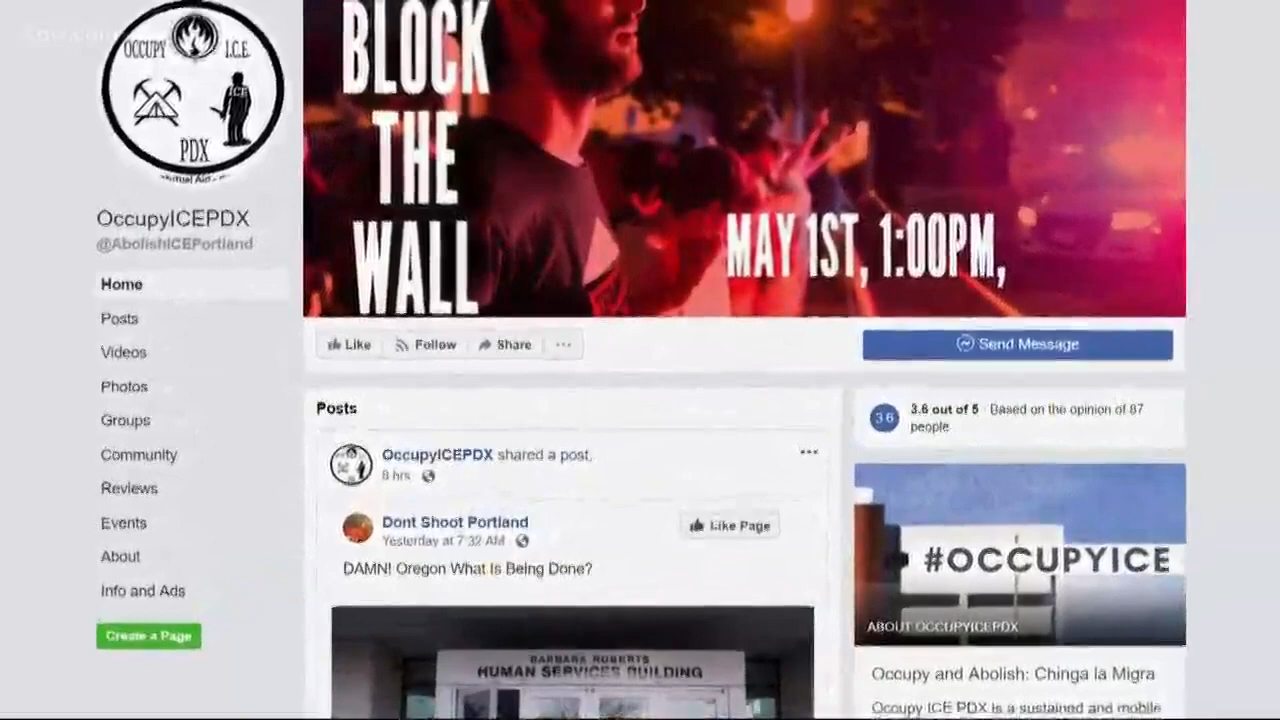 OCCUPY I.C.E.
ICE
PDX
OccupyICEPDX
@AbolishICEPortland
Home
Posts
Videos
Photos
Groups
Community
Reviews
Events
About
Info and Ads
Create a Page
BLOCK
THE
WALL
MAY 1ST, 1:00PM,
Like Follow Share ...
Send Message
Posts
OccupyICEPDX shared a post.
8 hrs
Dont Shoot Portland
Yesterday at 7:32 AM
Like Page
DAMN! Oregon What Is Being Done?
BARBARA ROBERTS
HUMAN SERVICES BUILDING
3.6
3.6 out of 5 · Based on the opinion of 87
people
#OCCUPYICE
ABOUT OCCUPYICEPDX
Occupy and Abolish: Chinga la Migra
Occupy ICE PDX is a sustained and mobile